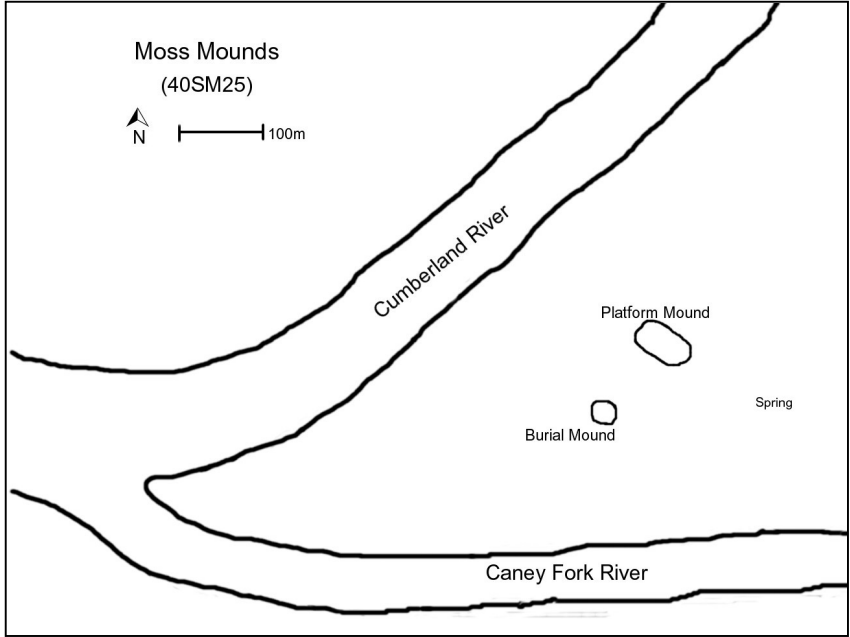 Moss Mounds
(40SM25)
N
100m
Cumberland River
Platform Mound
Spring
Burial Mound
Caney Fork River